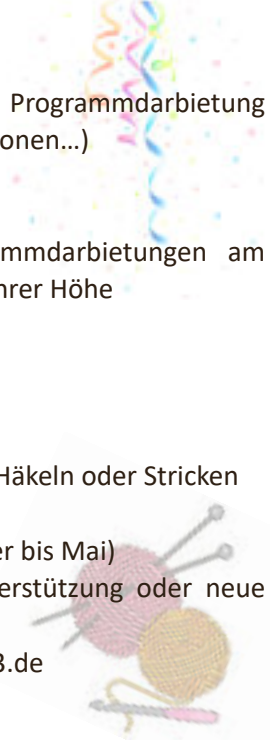 Programmdarbietung
onen…)
mmdarbietungen am
hrer Höhe
Häkeln oder Stricken
er bis Mai)
erstützung oder neue
3.de